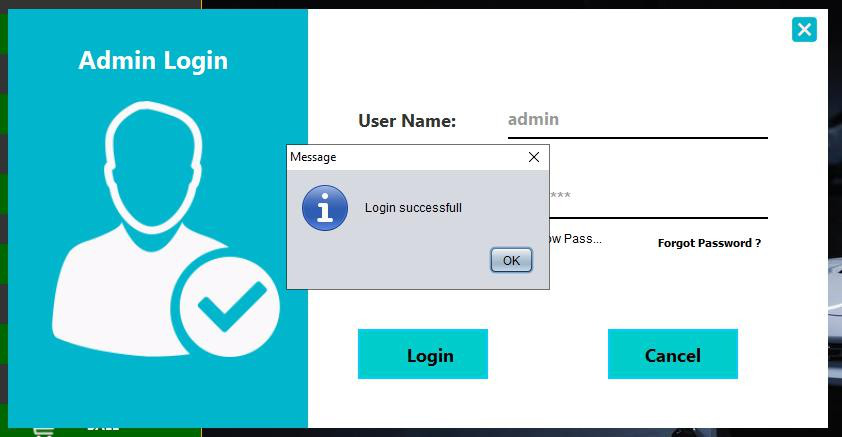 Admin Login
User Name:
admin
Message
Login successfull
OK
***
ow Pass...
Forgot Password ?
Login
Cancel